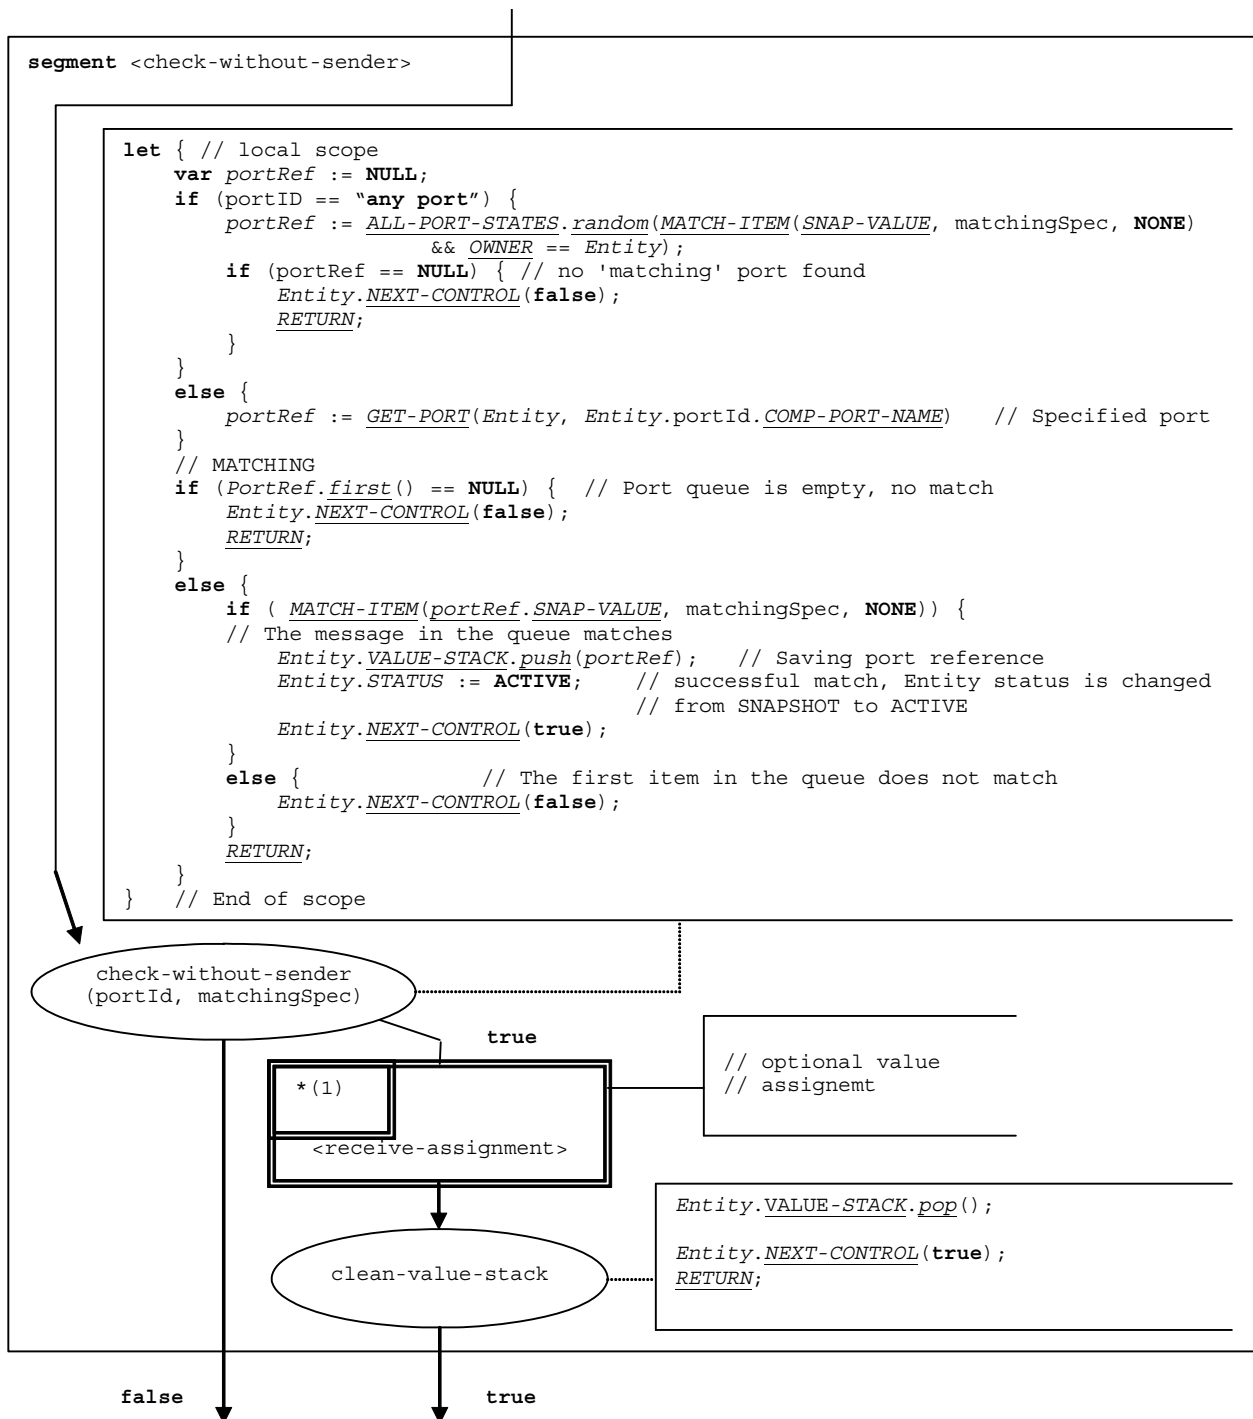 segment <check-without-sender>
let { // local scope
var portRef := NULL;
if (portID == “any port”) {
portRef := ALL-PORT-STATES.random(MATCH-ITEM(SNAP-VALUE, matchingSpec, NONE)
&& OWNER == Entity);
if (portRef == NULL) { // no 'matching' port found
Entity.NEXT-CONTROL(false);
RETURN;
}
}
else {
portRef := GET-PORT(Entity, Entity.portId.COMP-PORT-NAME) // Specified port
}
// MATCHING
if (PortRef.first() == NULL) { // Port queue is empty, no match
Entity.NEXT-CONTROL(false);
RETURN;
}
else {
if ( MATCH-ITEM(portRef.SNAP-VALUE, matchingSpec, NONE)) {
// The message in the queue matches
Entity.VALUE-STACK.push(portRef); // Saving port reference
Entity.STATUS := ACTIVE; // successful match, Entity status is changed
// from SNAPSHOT to ACTIVE
Entity.NEXT-CONTROL(true);
}
else { // The first item in the queue does not match
Entity.NEXT-CONTROL(false);
}
RETURN;
}
} // End of scope
check-without-sender
(portId, matchingSpec)
true
*(1)
<receive-assignment>
// optional value
// assignemt
clean-value-stack
Entity.VALUE-STACK.pop();
Entity.NEXT-CONTROL(true);
RETURN;
false
true